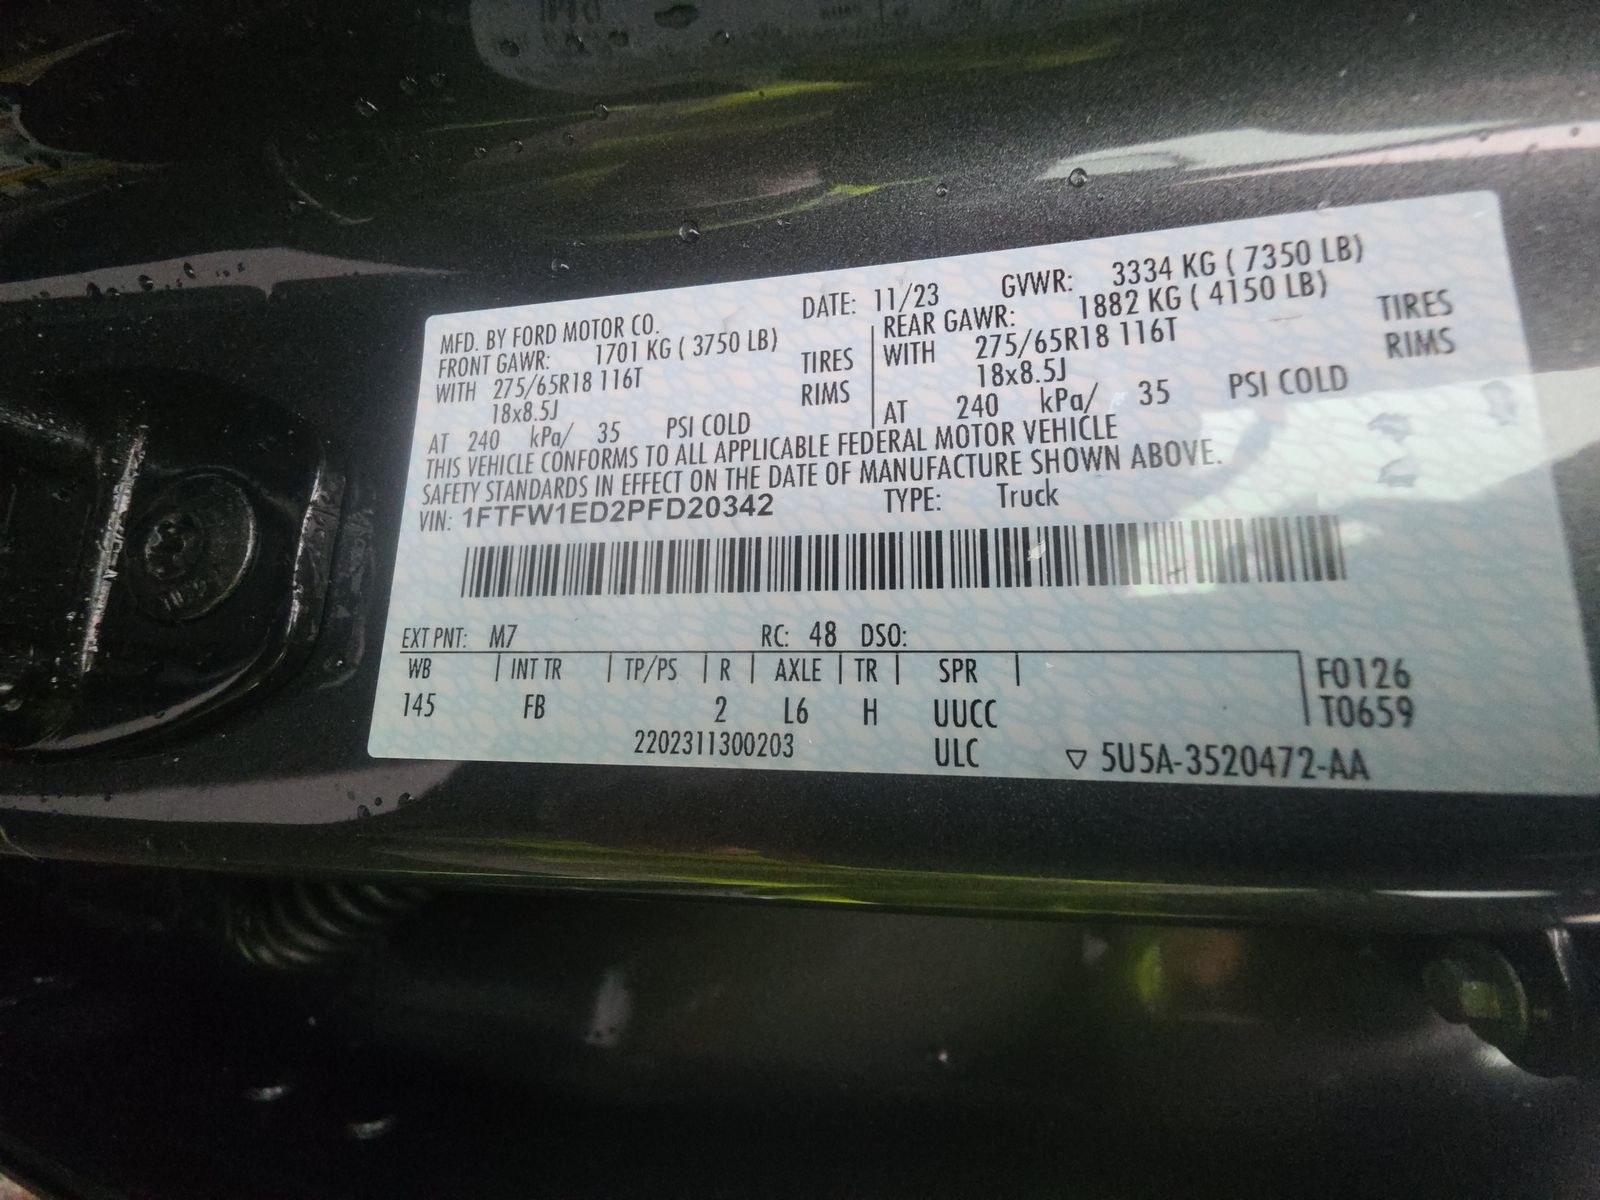 MFD. BY FORD MOTOR CO. DATE: 11/23 GVWR: 3334 KG ( 7350 LB)
FRONT GAWR: 1701 KG ( 3750 LB) REAR GAWR: 1882 KG ( 4150 LB)
WITH 275/65R18 116T TIRES WITH 275/65R18 116T TIRES
18x8.5J RIMS 18x8.5J RIMS
AT 240 kPa/ 35 PSI COLD AT 240 kPa/ 35 PSI COLD
THIS VEHICLE CONFORMS TO ALL APPLICABLE FEDERAL MOTOR VEHICLE
SAFETY STANDARDS IN EFFECT ON THE DATE OF MANUFACTURE SHOWN ABOVE.
VIN: 1FTFW1ED2PFD20342 TYPE: Truck
EXT PNT: M7 RC: 48 DSO:
WB | INT TR | TP/PS | R | AXLE | TR | SPR | F0126
145 FB 2 L6 H UUCC T0659
2202311300203 ULC ▽ 5U5A-3520472-AA